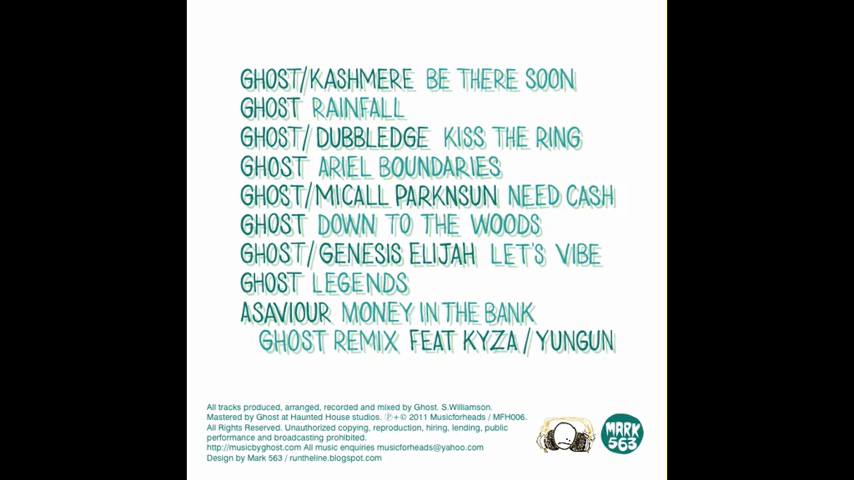 GHOST/KASHMERE BE THERE SOON
GHOST RAINFALL
GHOST/DUBBLEDGE KISS THE RING
GHOST ARIEL BOUNDARIES
GHOST/MICALL PARKNSUN NEED CASH
GHOST DOWN TO THE WOODS
GHOST/GENESIS ELIJAH LET'S VIBE
GHOST LEGENDS
ASAVIOUR MONEY IN THE BANK
GHOST REMIX FEAT KYZA/YUNGUN
All tracks produced, arranged, recorded and mixed by Ghost. S.Williamson.
Mastered by Ghost at Haunted House studios. ℗+© 2011 Musicforheads / MFH006.
All Rights Reserved. Unauthorized copying, reproduction, hiring, lending, public
performance and broadcasting prohibited.
http://musicbyghost.com All music enquiries musicforheads@yahoo.com
Design by Mark 563 / runtheline.blogspot.com
MARK
563